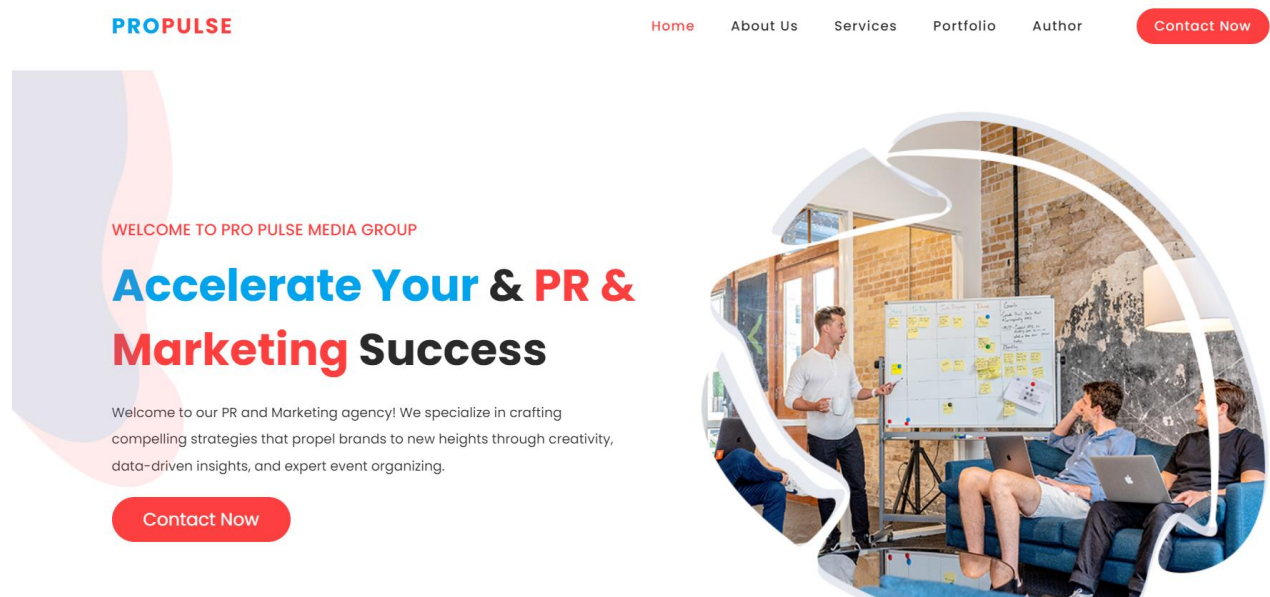 PROPULSE
Home About Us Services Portfolio Author Contact Now
WELCOME TO PRO PULSE MEDIA GROUP
Accelerate Your & PR &
Marketing Success
Welcome to our PR and Marketing agency! We specialize in crafting
compelling strategies that propel brands to new heights through creativity,
data-driven insights, and expert event organizing.
Contact Now